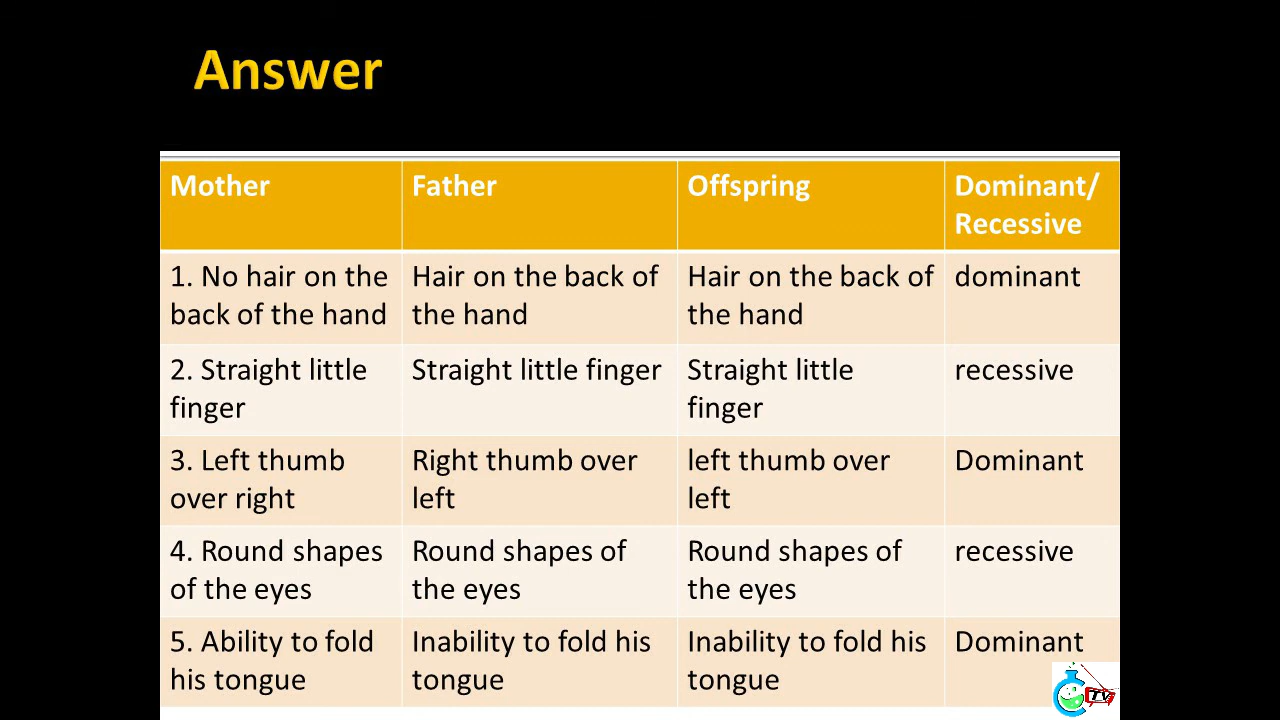 Answer
Mother Father Offspring Dominant/
Recessive
1. No hair on the Hair on the back of Hair on the back of dominant
back of the hand the hand the hand
2. Straight little Straight little finger Straight little recessive
finger finger
3. Left thumb Right thumb over left thumb over Dominant
over right left left
4. Round shapes Round shapes of Round shapes of recessive
of the eyes the eyes the eyes
5. Ability to fold Inability to fold his Inability to fold his Dominant
his tongue tongue tongue
TV